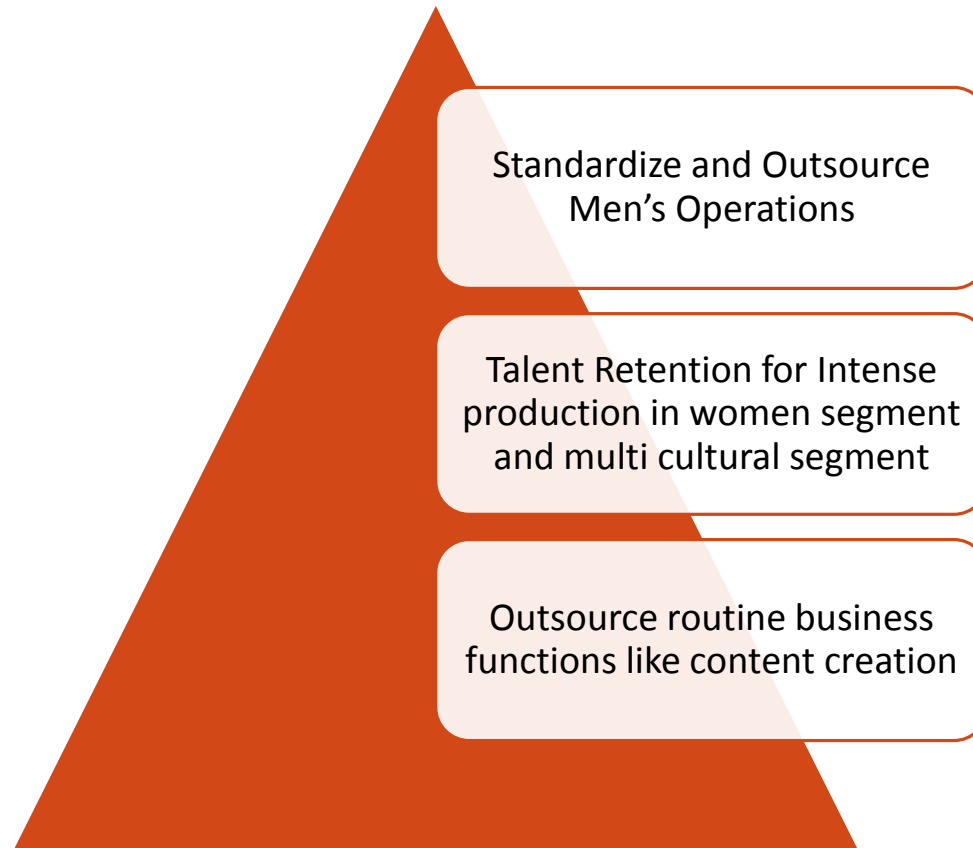 Standardize and Outsource
Men’s Operations
Talent Retention for Intense
production in women segment
and multi cultural segment
Outsource routine business
functions like content creation